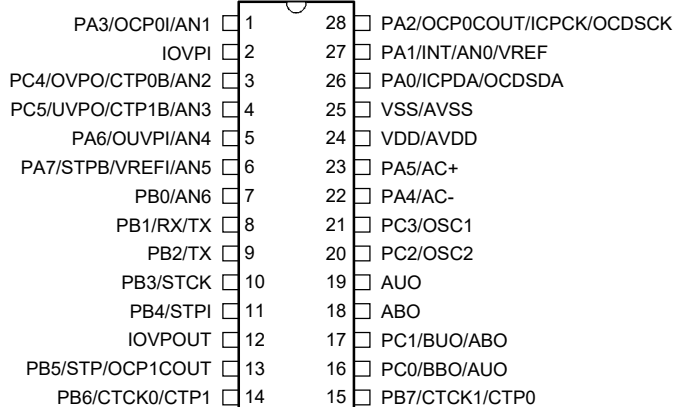 PA3/OCP0I/AN1 1 28 PA2/OCP0COUT/ICPCK/OCDSCK
IOVPI 2 27 PA1/INT/AN0/VREF
PC4/OVPO/CTP0B/AN2 3 26 PA0/ICPDA/OCDSDA
PC5/UVPO/CTP1B/AN3 4 25 VSS/AVSS
PA6/OUVPI/AN4 5 24 VDD/AVDD
PA7/STPB/VREFI/AN5 6 23 PA5/AC+
PB0/AN6 7 22 PA4/AC-
PB1/RX/TX 8 21 PC3/OSC1
PB2/TX 9 20 PC2/OSC2
PB3/STCK 10 19 AUO
PB4/STPI 11 18 ABO
IOVPOUT 12 17 PC1/BUO/ABO
PB5/STP/OCP1COUT 13 16 PC0/BBO/AUO
PB6/CTCK0/CTP1 14 15 PB7/CTCK1/CTP0